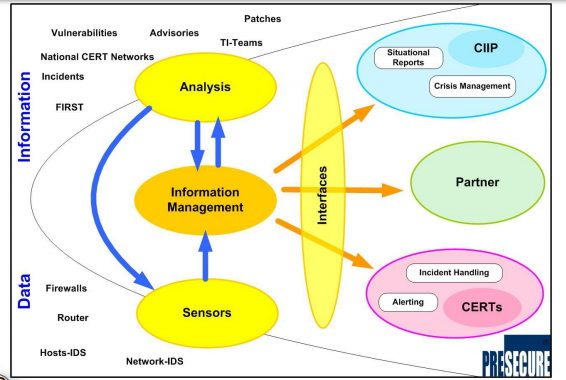 Patches
Vulnerabilities
Advisories
TI-Teams
National CERT Networks
Incidents
FIRST
Information
Analysis
Information
Management
Interfaces
Situational
Reports
CIIP
Crisis Management
Partner
Data
Firewalls
Router
Hosts-IDS
Network-IDS
Sensors
Incident Handling
Alerting
CERTs
PRESECURE